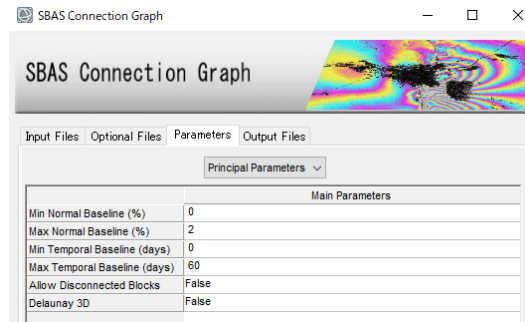 SBAS Connection Graph
SBAS Connection Graph
Input Files Optional Files Parameters Output Files
Principal Parameters
Main Parameters
Min Normal Baseline (%) 0
Max Normal Baseline (%) 2
Min Temporal Baseline (days) 0
Max Temporal Baseline (days) 60
Allow Disconnected Blocks False
Delaunay 3D False